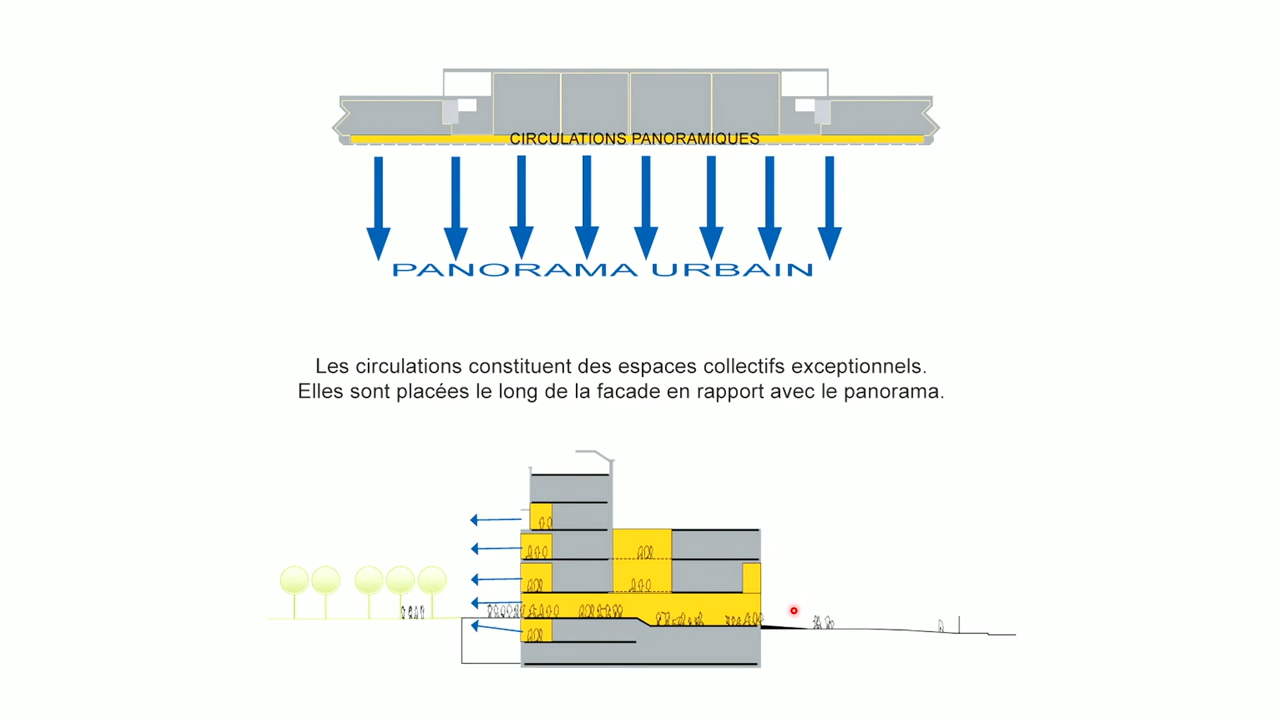 CIRCULATIONS PANORAMIQUES
PANORAMA URBAIN
Les circulations constituent des espaces collectifs exceptionnels.
Elles sont placées le long de la facade en rapport avec le panorama.